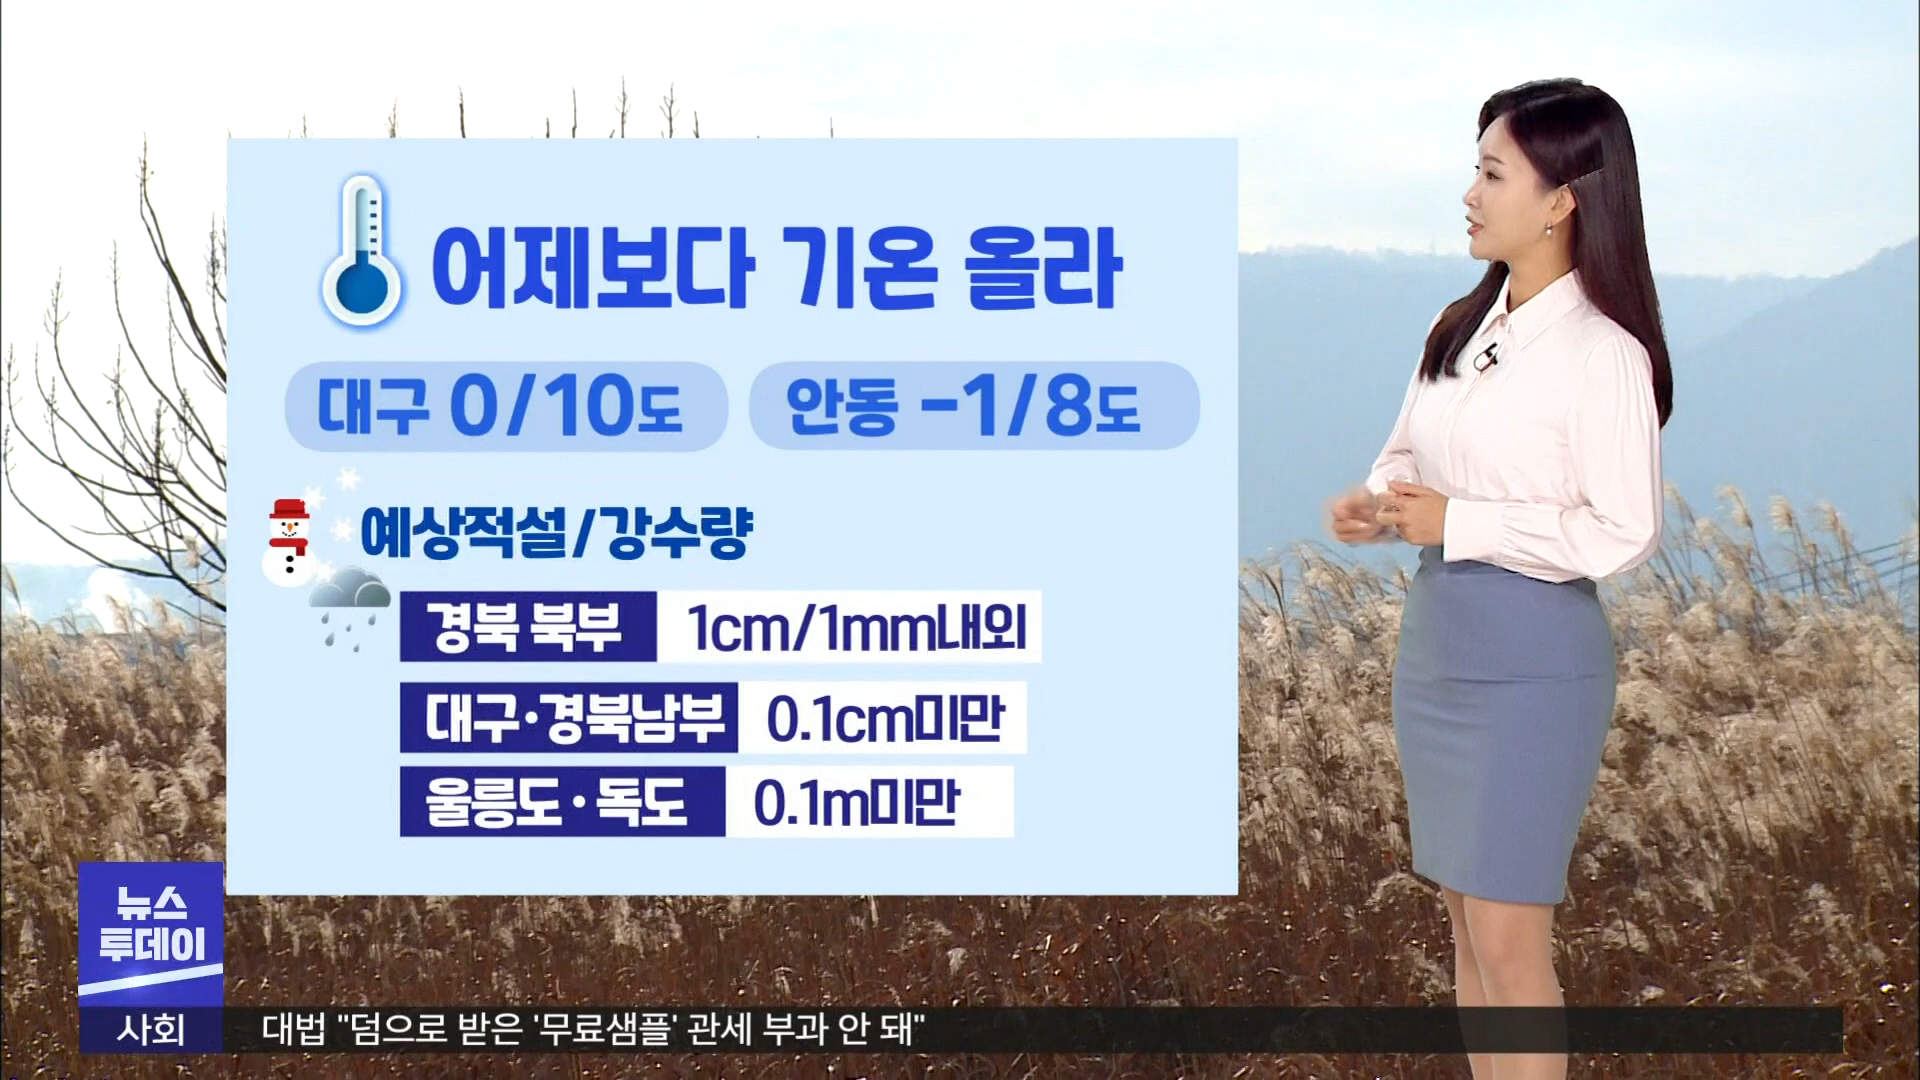 어제보다 기온 올라
대구 0/10도
안동 -1/8도
예상적설/강수량
경북 북부 1cm/1mm내외
대구·경북남부 0.1cm미만
울릉도·독도 0.1m미만
뉴스
투데이
사회 대법 "덤으로 받은 '무료샘플' 관세 부과 안 돼"